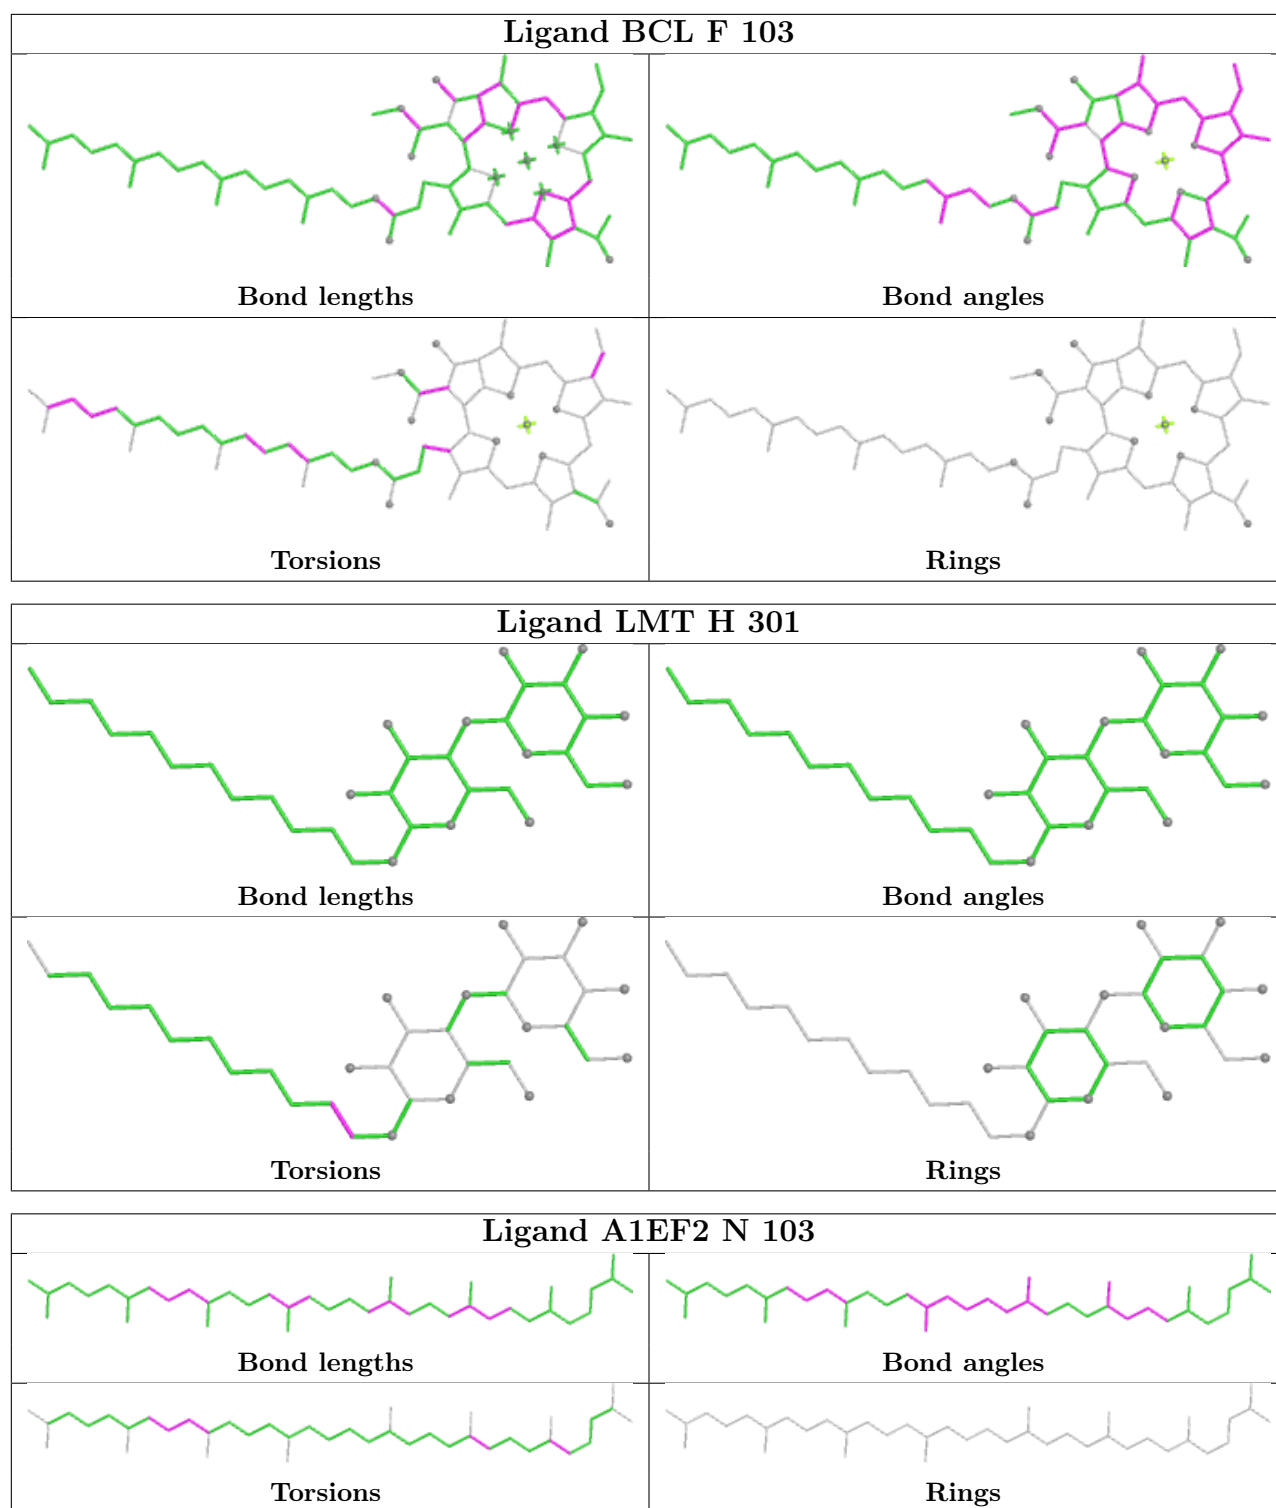 Ligand BCL F 103
Bond lengths
Bond angles
Torsions
Rings
Ligand LMT H 301
Bond lengths
Bond angles
Torsions
Rings
Ligand A1EF2 N 103
Bond lengths
Bond angles
Torsions
Rings